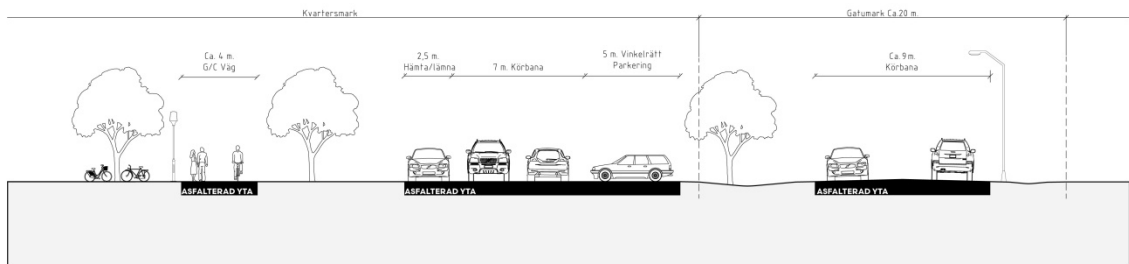 Kvartersmark
Gatumark Ca.20 m.
Ca. 4 m.
G/C Väg
2,5 m.
Hämta/lämna
7 m. Körbana
5 m. Vinkelrätt
Parkering
Ca. 9 m.
Körbana
ASFALTERAD YTA
ASFALTERAD YTA
ASFALTERAD YTA